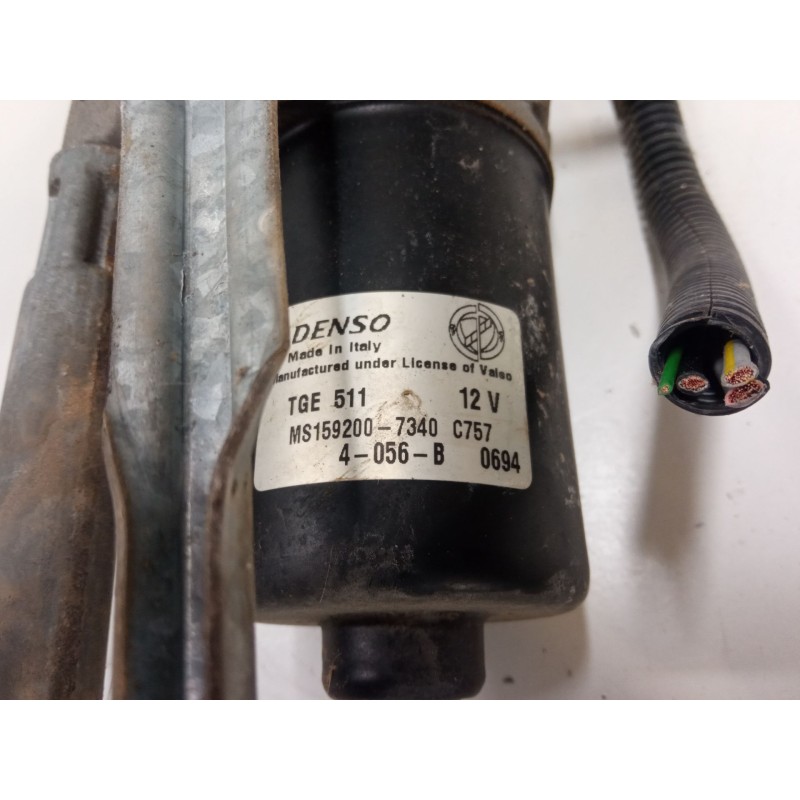 DENSO
Made in Italy
Manufactured under License of Valeo
TGE 511 12 V
MS159200-7340 C757
4-056-B 0694